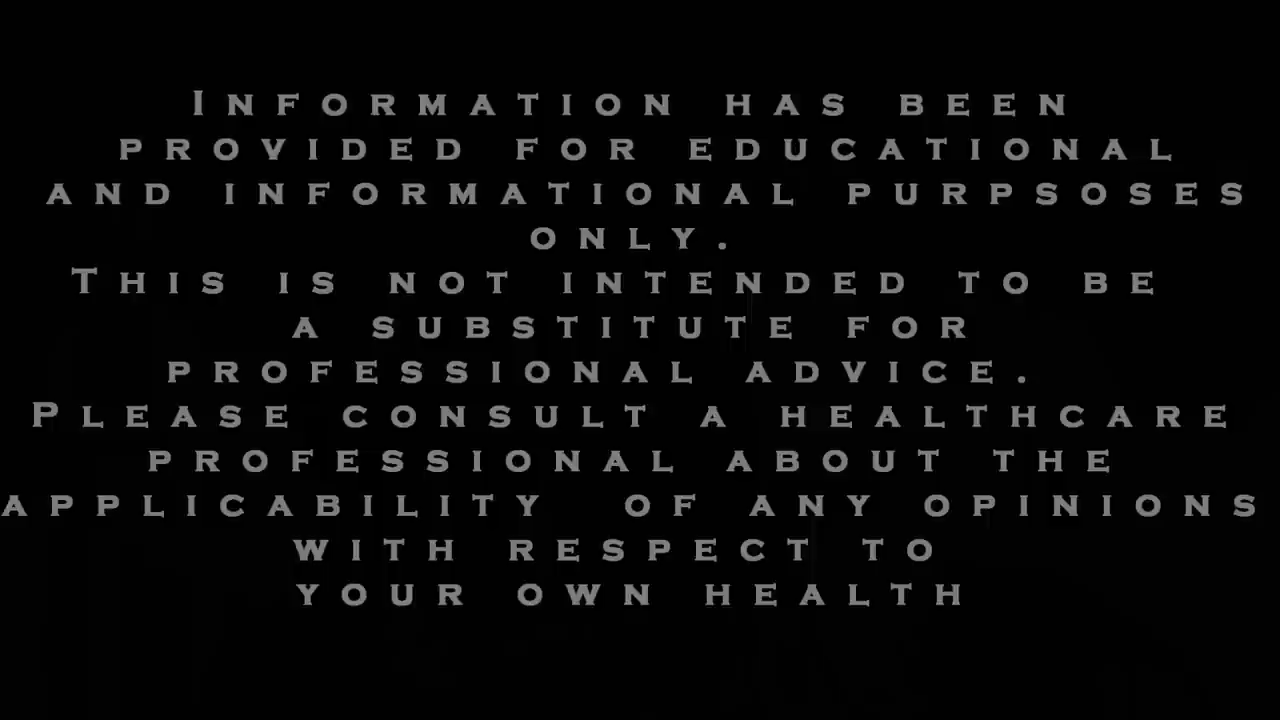 Information has been
provided for educational
and informational purpsoses
only.
This is not intended to be
a substitute for
professional advice.
Please consult a healthcare
professional about the
applicability of any opinions
with respect to
your own health